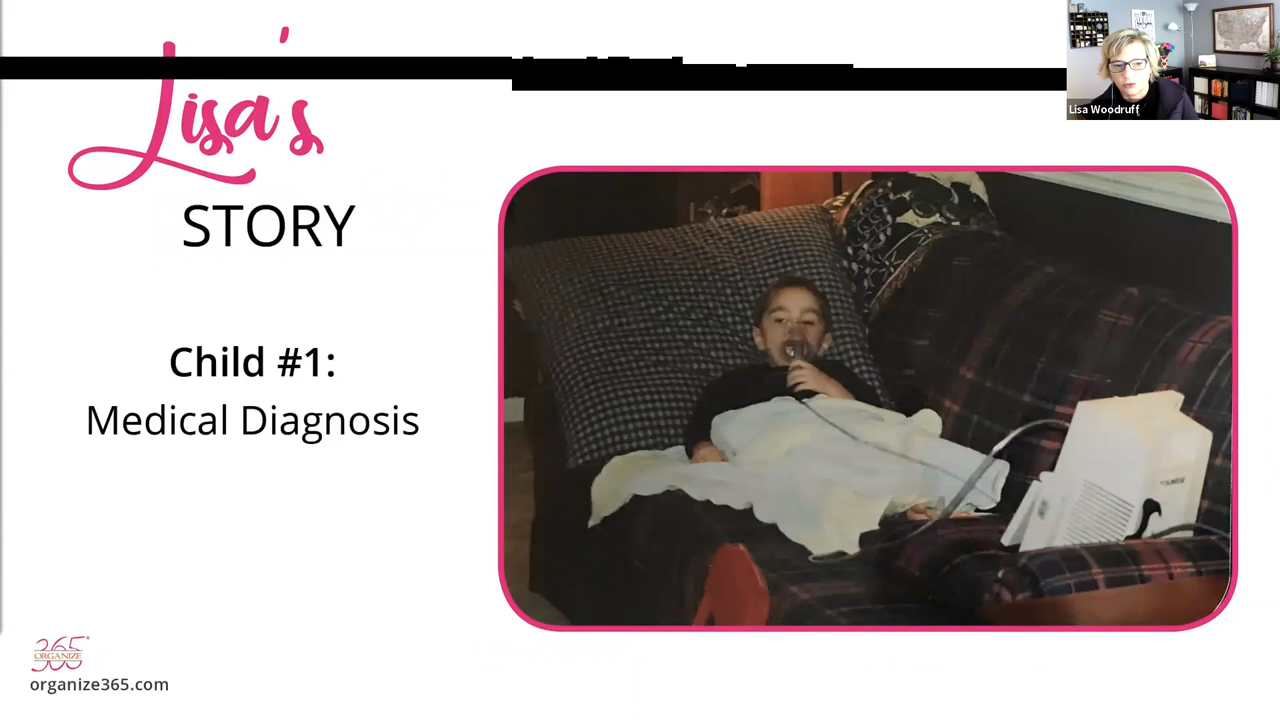 Lisa's
STORY
Child #1:
Medical Diagnosis
Lisa Woodruff
365®
ORGANIZE
organize365.com